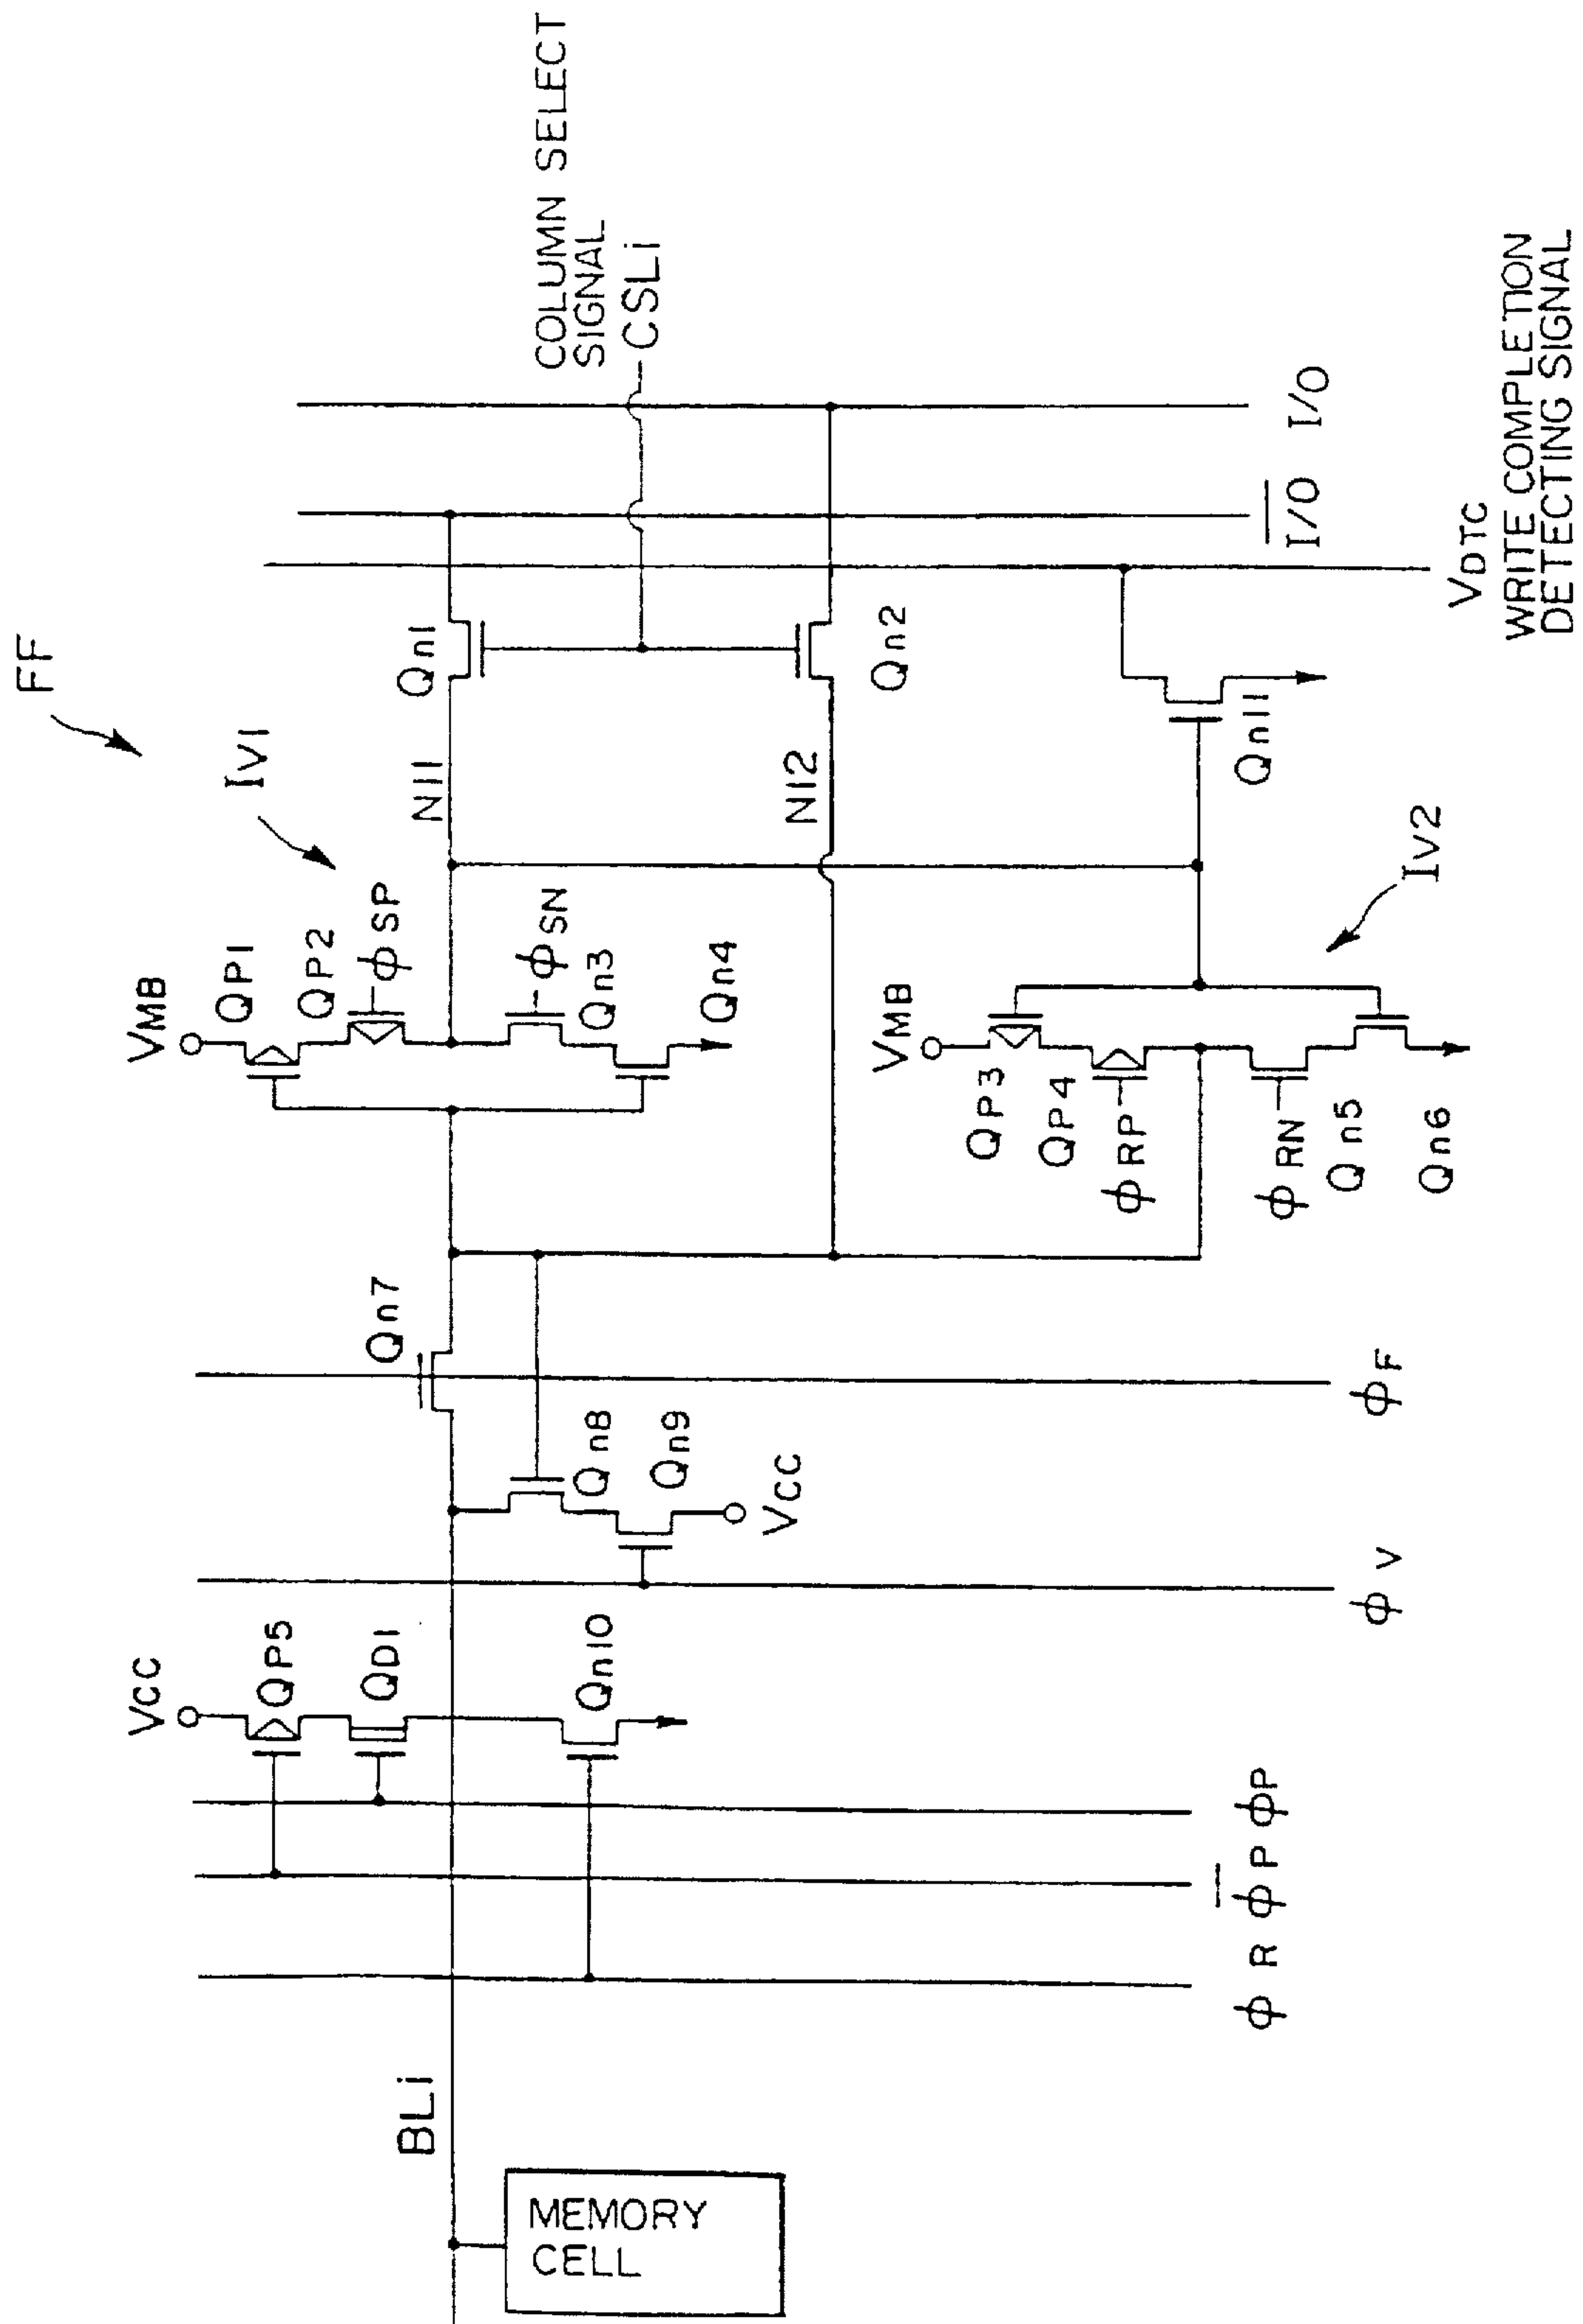 FF
COLUMN SELECT
SIGNAL
CSLi
IV1
VMB
QP1
QP2
ϕSP
ϕSN
Qn3
Qn4
N11
Qn1
N12
Qn2
I/O
I/O
VDTC
WRITE COMPLETION
DETECTING SIGNAL
Qn11
IV2
VMB
QP3
QP4
ϕRP
ϕRN
Qn5
Qn6
Qn7
ϕF
Qn8
Qn9
VCC
ϕV
VCC
QP5
QD1
Qn10
ϕP
ϕP
ϕR
BLi
MEMORY
CELL